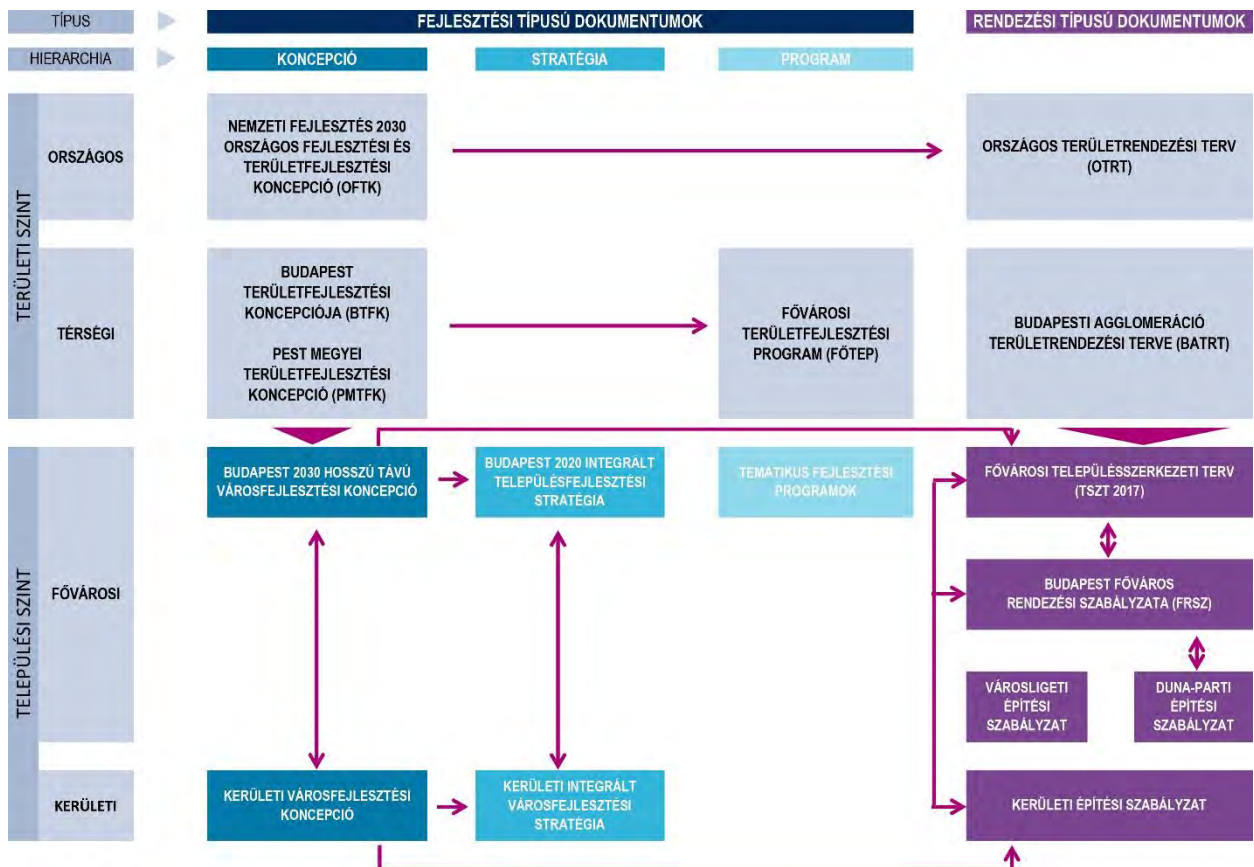 TÍPUS
FEJLESZTÉSI TÍPUSÚ DOKUMENTUMOK
RENDEZÉSI TÍPUSÚ DOKUMENTUMOK
HIERARCHIA
KONCEPCIÓ
STRATÉGIA
PROGRAM
TERÜLETI SZINT
ORSZÁGOS
NEMZETI FEJLESZTÉS 2030
ORSZÁGOS FEJLESZTÉSI ÉS
TERÜLETFEJLESZTÉSI
KONCEPCIÓ (OFTK)
ORSZÁGOS TERÜLETRENDEZÉSI TERV
(OTRT)
TÉRSÉGI
BUDAPEST
TERÜLETFEJLESZTÉSI
KONCEPCIÓJA (BTFK)
PEST MEGYEI
TERÜLETFEJLESZTÉSI
KONCEPCIÓ (PMTFK)
FŐVÁROSI
TERÜLETFEJLESZTÉSI
PROGRAM (FŐTEP)
BUDAPESTI AGGLOMERÁCIÓ
TERÜLETRENDEZÉSI TERVE (BATRT)
TELEPÜLÉSI SZINT
FŐVÁROSI
BUDAPEST 2030 HOSSZÚ TÁVÚ
VÁROSFEJLESZTÉSI KONCEPCIÓ
BUDAPEST 2020 INTEGRÁLT
TELEPÜLÉSFEJLESZTÉSI
STRATÉGIA
TEMATIKUS FEJLESZTÉSI
PROGRAMOK
FŐVÁROSI TELEPÜLÉSSZERKEZETI TERV
(TSZT 2017)
BUDAPEST FŐVÁROS
RENDEZÉSI SZABÁLYZATA (FRSZ)
VÁROSLIGETI
ÉPÍTÉSI
SZABÁLYZAT
DUNA-PARTI
ÉPÍTÉSI
SZABÁLYZAT
KERÜLETI
KERÜLETI VÁROSFEJLESZTÉSI
KONCEPCIÓ
KERÜLETI INTEGRÁLT
VÁROSFEJLESZTÉSI
STRATÉGIA
KERÜLETI ÉPÍTÉSI SZABÁLYZAT